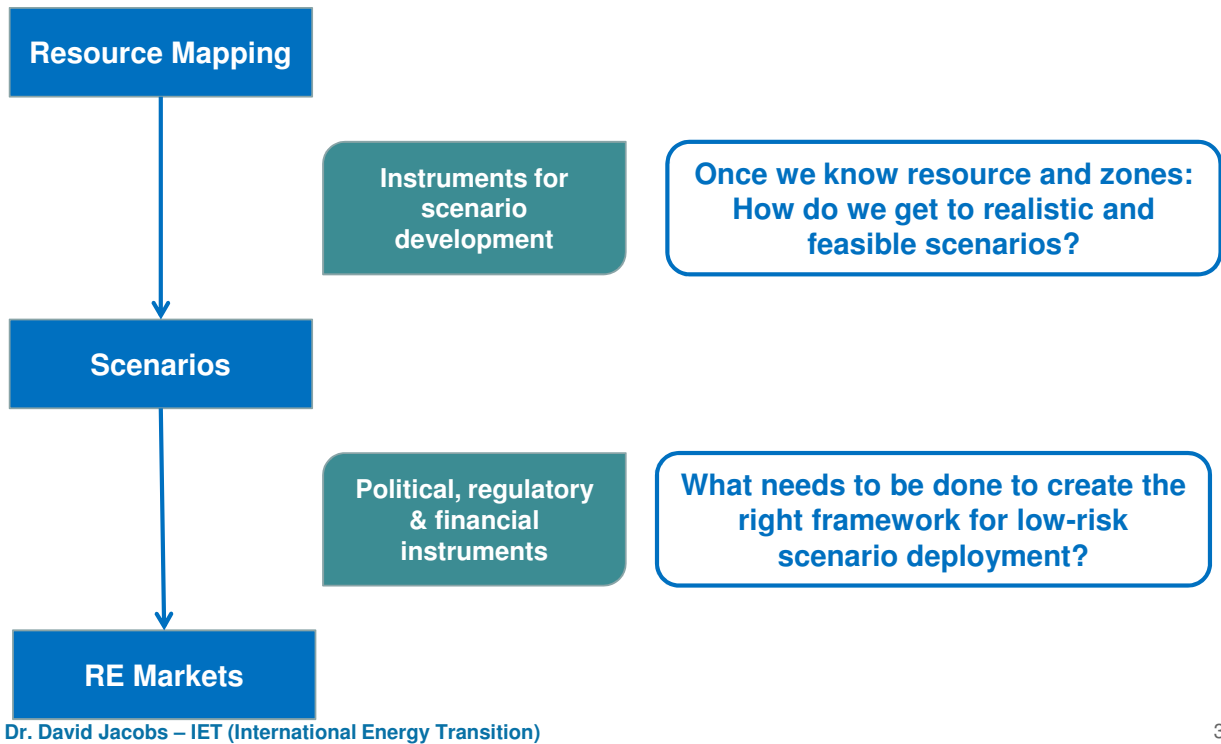 Resource Mapping
Instruments for
scenario
development
Once we know resource and zones:
How do we get to realistic and
feasible scenarios?
Scenarios
Political, regulatory
& financial
instruments
What needs to be done to create the
right framework for low-risk
scenario deployment?
RE Markets
Dr. David Jacobs – IET (International Energy Transition)
3